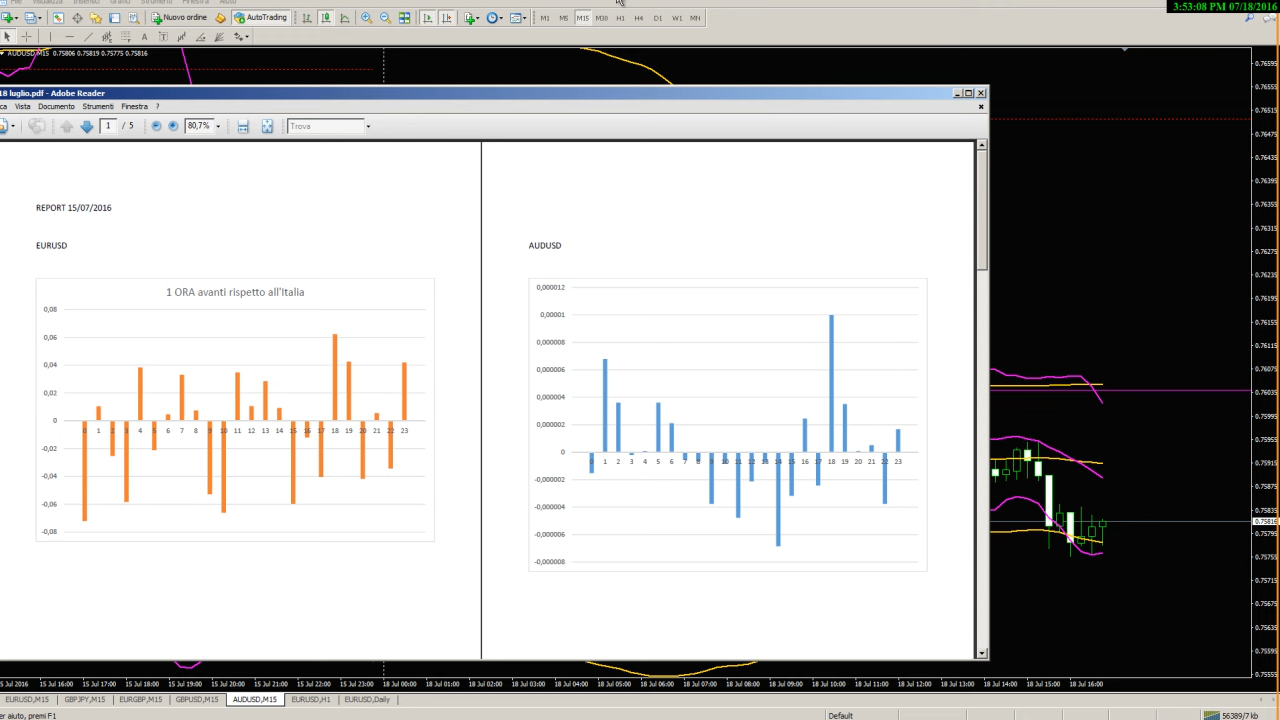 3:53:08 PM 07/18/2016
File Visualizza Inserisci Grafici Strumenti Finestra Aiuto
Nuovo ordine AutoTrading M1 M5 M15 M30 H1 H4 D1 W1 MN
A T
AUDUSD,M15 0.75806 0.75819 0.75775 0.75816
18 luglio.pdf - Adobe Reader
ca Vista Documento Strumenti Finestra ?
1 / 5 80,7% Trova
REPORT 15/07/2016
EURUSD
1 ORA avanti rispetto all'Italia
0,08
0,06
0,04
0,02
0
-0,02
-0,04
-0,06
-0,08
0 1 2 3 4 5 6 7 8 9 10 11 12 13 14 15 16 17 18 19 20 21 22 23
AUDUSD
0,000012
0,00001
0,000008
0,000006
0,000004
0,000002
0
-0,000002
-0,000004
-0,000006
-0,000008
0 1 2 3 4 5 6 7 8 9 10 11 12 13 14 15 16 17 18 19 20 21 22 23
0.76595
0.76555
0.76515
0.76475
0.76435
0.76395
0.76355
0.76315
0.76275
0.76235
0.76195
0.76155
0.76115
0.76075
0.76035
0.75995
0.75955
0.75915
0.75875
0.75835
0.75816
0.75795
0.75755
0.75715
0.75675
0.75635
0.75595
0.75555
15 Jul 2016 15 Jul 16:00 15 Jul 17:00 15 Jul 18:00 15 Jul 19:00 15 Jul 20:00 15 Jul 21:00 15 Jul 22:00 15 Jul 23:00 18 Jul 00:00 18 Jul 01:00 18 Jul 02:00 18 Jul 03:00 18 Jul 04:00 18 Jul 05:00 18 Jul 06:00 18 Jul 07:00 18 Jul 08:00 18 Jul 09:00 18 Jul 10:00 18 Jul 11:00 18 Jul 12:00 18 Jul 13:00 18 Jul 14:00 18 Jul 15:00 18 Jul 16:00
EURUSD,M15 GBPJPY,M15 EURGBP,M15 GBPUSD,M15 AUDUSD,M15 EURUSD,H1 EURUSD,Daily
er aiuto, premi F1 Default 56389/7 kb